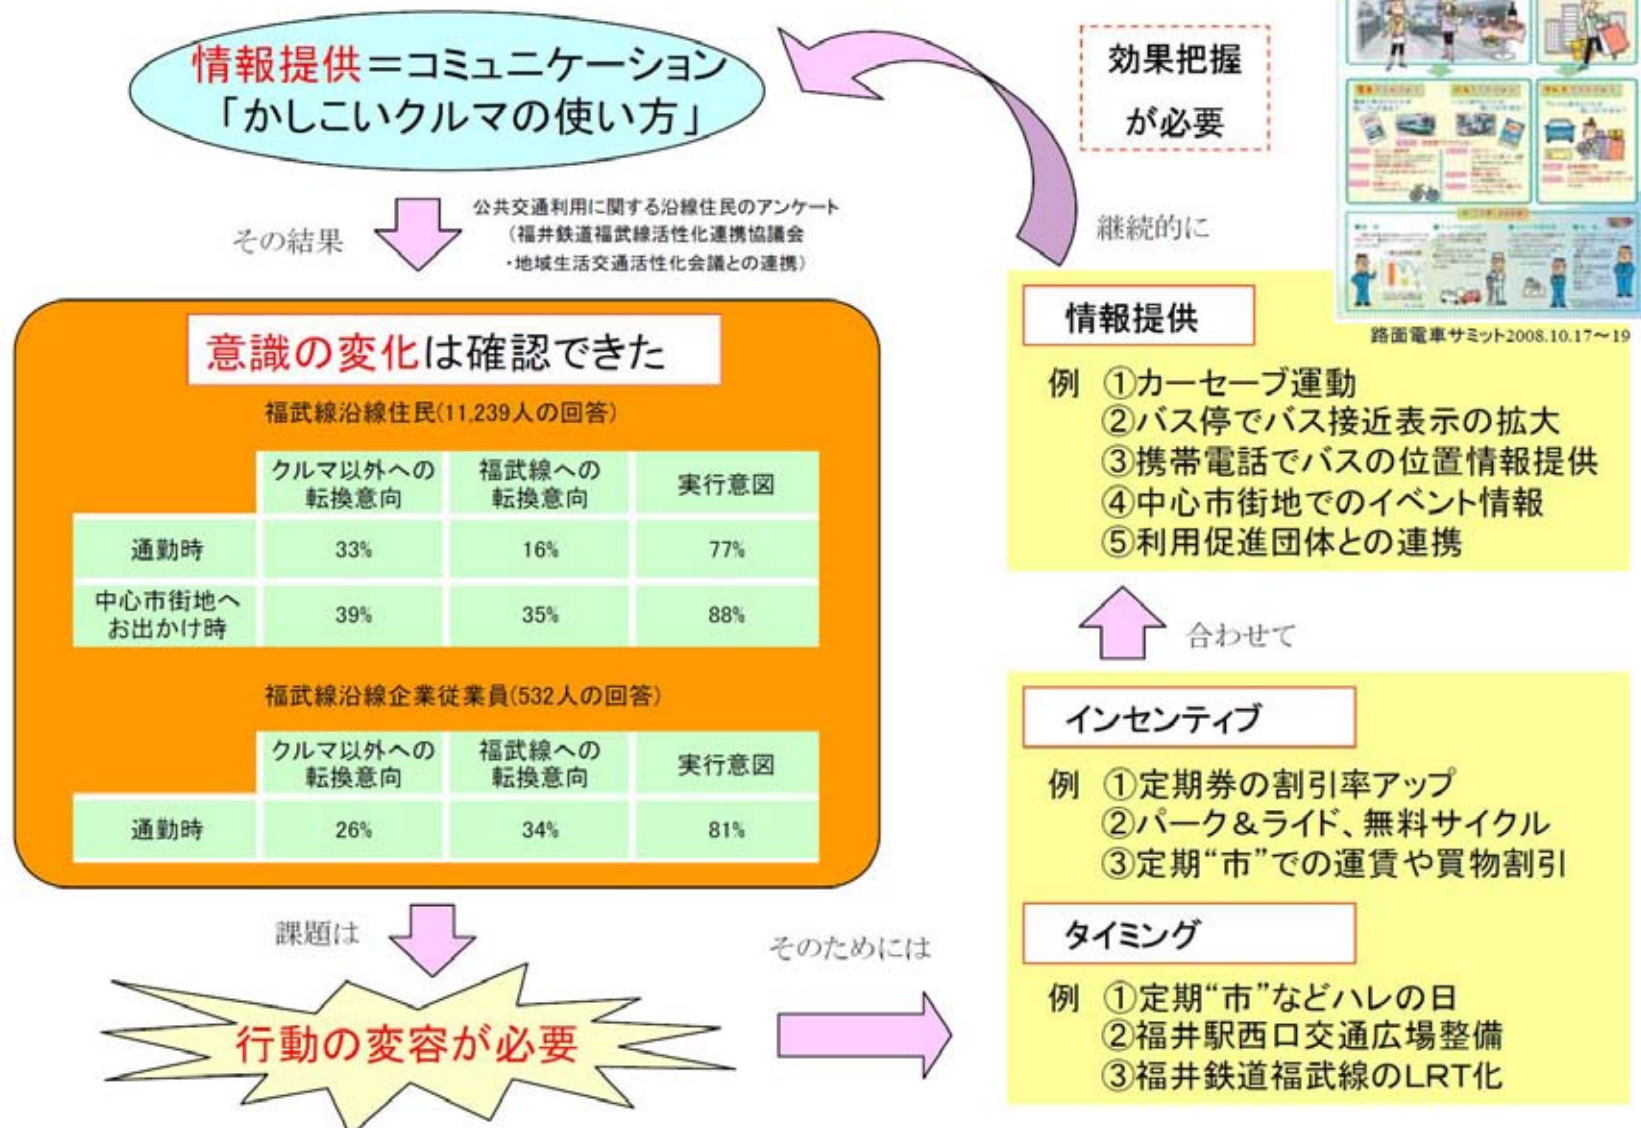 情報提供＝コミュニケーション
「かしこいクルマの使い方」
その結果
公共交通利用に関する沿線住民のアンケート
（福井鉄道福武線活性化連携協議会
・地域生活交通活性化会議との連携）
意識の変化は確認できた
福武線沿線住民(11,239人の回答)
クルマ以外への
転換意向
福武線への
転換意向
実行意図
通勤時
33%
16%
77%
中心市街地へ
お出かけ時
39%
35%
88%
福武線沿線企業従業員(532人の回答)
クルマ以外への
転換意向
福武線への
転換意向
実行意図
通勤時
26%
34%
81%
課題は
行動の変容が必要
そのためには
インセンティブ
例 ①定期券の割引率アップ
②パーク＆ライド、無料サイクル
③定期“市”での運賃や買物割引
タイミング
例 ①定期“市”などハレの日
②福井駅西口交通広場整備
③福井鉄道福武線のLRT化
合わせて
情報提供
例 ①カーセーブ運動
②バス停でバス接近表示の拡大
③携帯電話でバスの位置情報提供
④中心市街地でのイベント情報
⑤利用促進団体との連携
継続的に
効果把握
が必要
路面電車サミット2008.10.17～19